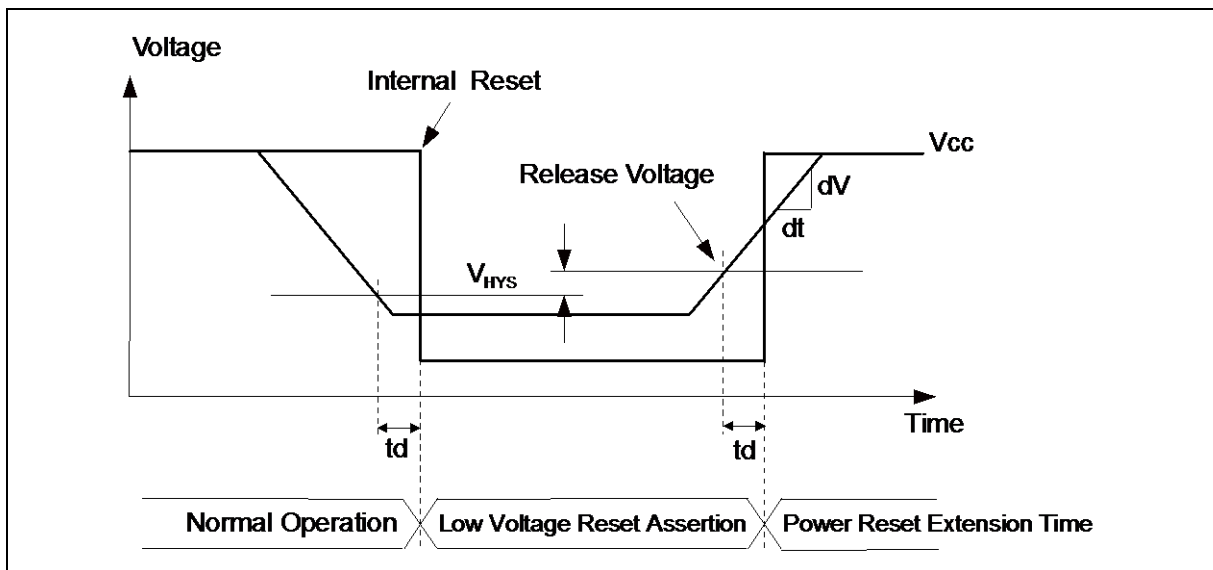 Voltage
Internal Reset
Vcc
Release Voltage
dV
dt
VHYS
Time
td
td
Normal Operation
Low Voltage Reset Assertion
Power Reset Extension Time